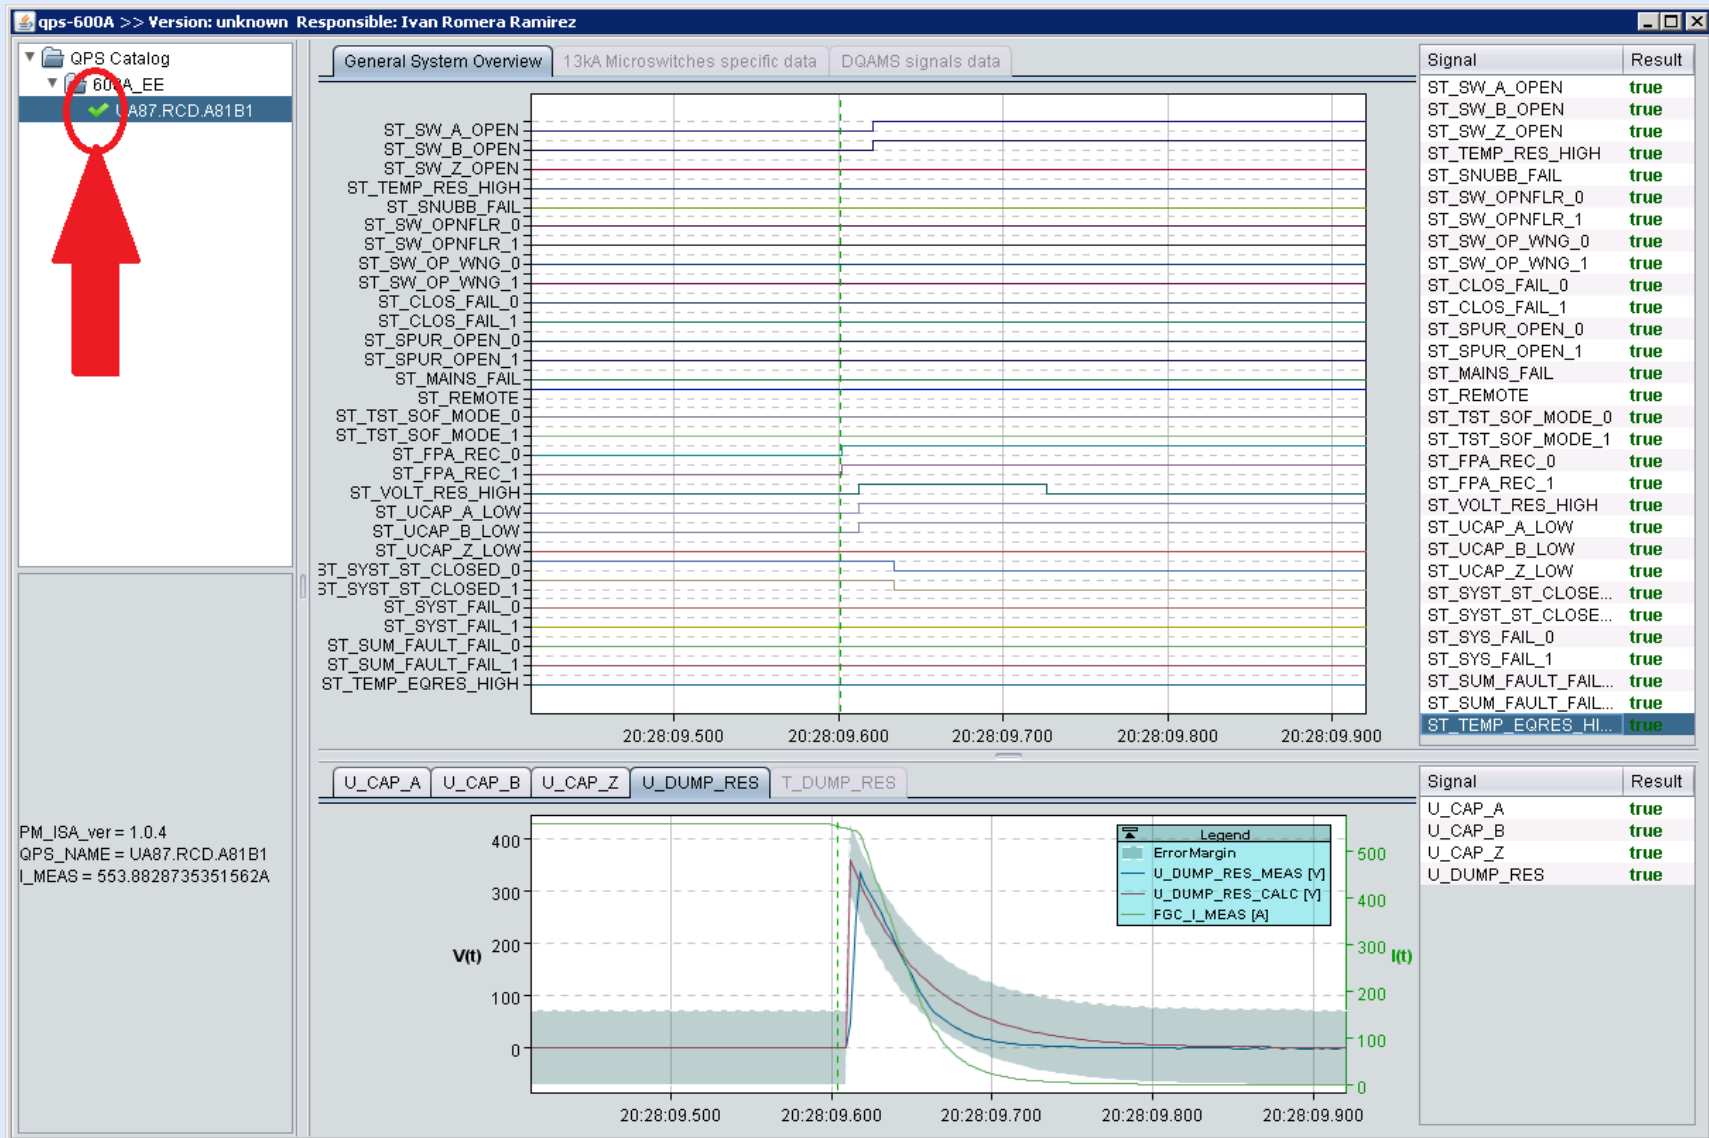 qps-600A >> Version: unknown Responsible: Ivan Romera Ramirez
QPS Catalog
600A_EE
UA87.RCD.A81B1
PM_ISA_ver = 1.0.4
QPS_NAME = UA87.RCD.A81B1
I_MEAS = 553.8828735351562A
General System Overview
13kA Microswitches specific data
DQAMS signals data
ST_SW_A_OPEN
ST_SW_B_OPEN
ST_SW_Z_OPEN
ST_TEMP_RES_HIGH
ST_SNUBB_FAIL
ST_SW_OPNFLR_0
ST_SW_OPNFLR_1
ST_SW_OP_WNG_0
ST_SW_OP_WNG_1
ST_CLOS_FAIL_0
ST_CLOS_FAIL_1
ST_SPUR_OPEN_0
ST_SPUR_OPEN_1
ST_MAINS_FAIL
ST_REMOTE
ST_TST_SOF_MODE_0
ST_TST_SOF_MODE_1
ST_FPA_REC_0
ST_FPA_REC_1
ST_VOLT_RES_HIGH
ST_UCAP_A_LOW
ST_UCAP_B_LOW
ST_UCAP_Z_LOW
ST_SYST_ST_CLOSED_0
ST_SYST_ST_CLOSED_1
ST_SYST_FAIL_0
ST_SYST_FAIL_1
ST_SUM_FAULT_FAIL_0
ST_SUM_FAULT_FAIL_1
ST_TEMP_EQRES_HIGH
20:28:09.500 20:28:09.600 20:28:09.700 20:28:09.800 20:28:09.900
Signal Result
ST_SW_A_OPEN true
ST_SW_B_OPEN true
ST_SW_Z_OPEN true
ST_TEMP_RES_HIGH true
ST_SNUBB_FAIL true
ST_SW_OPNFLR_0 true
ST_SW_OPNFLR_1 true
ST_SW_OP_WNG_0 true
ST_SW_OP_WNG_1 true
ST_CLOS_FAIL_0 true
ST_CLOS_FAIL_1 true
ST_SPUR_OPEN_0 true
ST_SPUR_OPEN_1 true
ST_MAINS_FAIL true
ST_REMOTE true
ST_TST_SOF_MODE_0 true
ST_TST_SOF_MODE_1 true
ST_FPA_REC_0 true
ST_FPA_REC_1 true
ST_VOLT_RES_HIGH true
ST_UCAP_A_LOW true
ST_UCAP_B_LOW true
ST_UCAP_Z_LOW true
ST_SYST_ST_CLOSE... true
ST_SYST_ST_CLOSE... true
ST_SYS_FAIL_0 true
ST_SYS_FAIL_1 true
ST_SUM_FAULT_FAIL... true
ST_SUM_FAULT_FAIL... true
ST_TEMP_EQRES_HI... true
U_CAP_A U_CAP_B U_CAP_Z U_DUMP_RES T_DUMP_RES
V(t)
400
300
200
100
0
Legend
ErrorMargin
U_DUMP_RES_MEAS [V]
U_DUMP_RES_CALC [V]
FGC_I_MEAS [A]
500
400
300
200
100
0
I(t)
20:28:09.500 20:28:09.600 20:28:09.700 20:28:09.800 20:28:09.900
Signal Result
U_CAP_A true
U_CAP_B true
U_CAP_Z true
U_DUMP_RES true